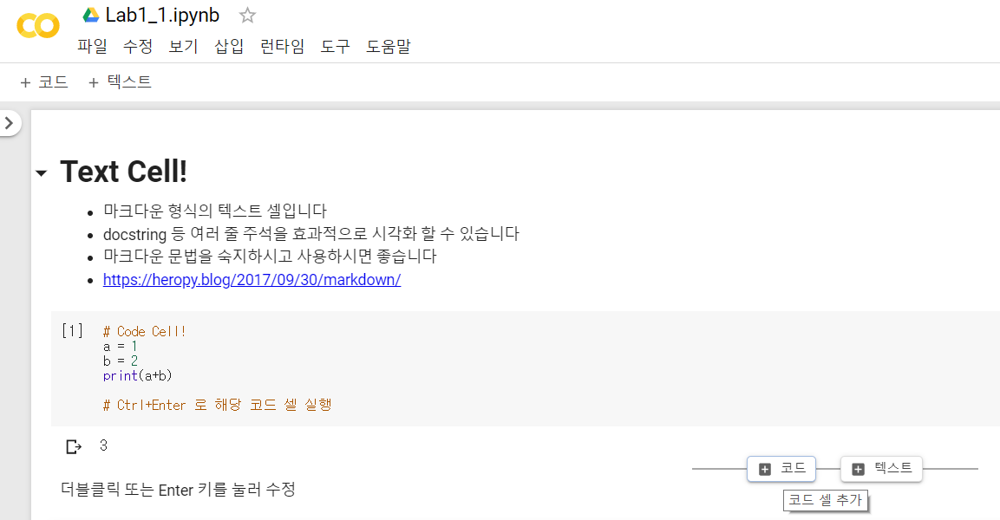 Lab1_1.ipynb
파일 수정 보기 삽입 런타임 도구 도움말
+ 코드 + 텍스트
Text Cell!
마크다운 형식의 텍스트 셀입니다
docstring 등 여러 줄 주석을 효과적으로 시각화 할 수 있습니다
마크다운 문법을 숙지하시고 사용하시면 좋습니다
https://heropy.blog/2017/09/30/markdown/
[1] # Code Cell!
a = 1
b = 2
print(a+b)
# Ctrl+Enter 로 해당 코드 셀 실행
3
코드 텍스트
더블클릭 또는 Enter 키를 눌러 수정
코드 셀 추가